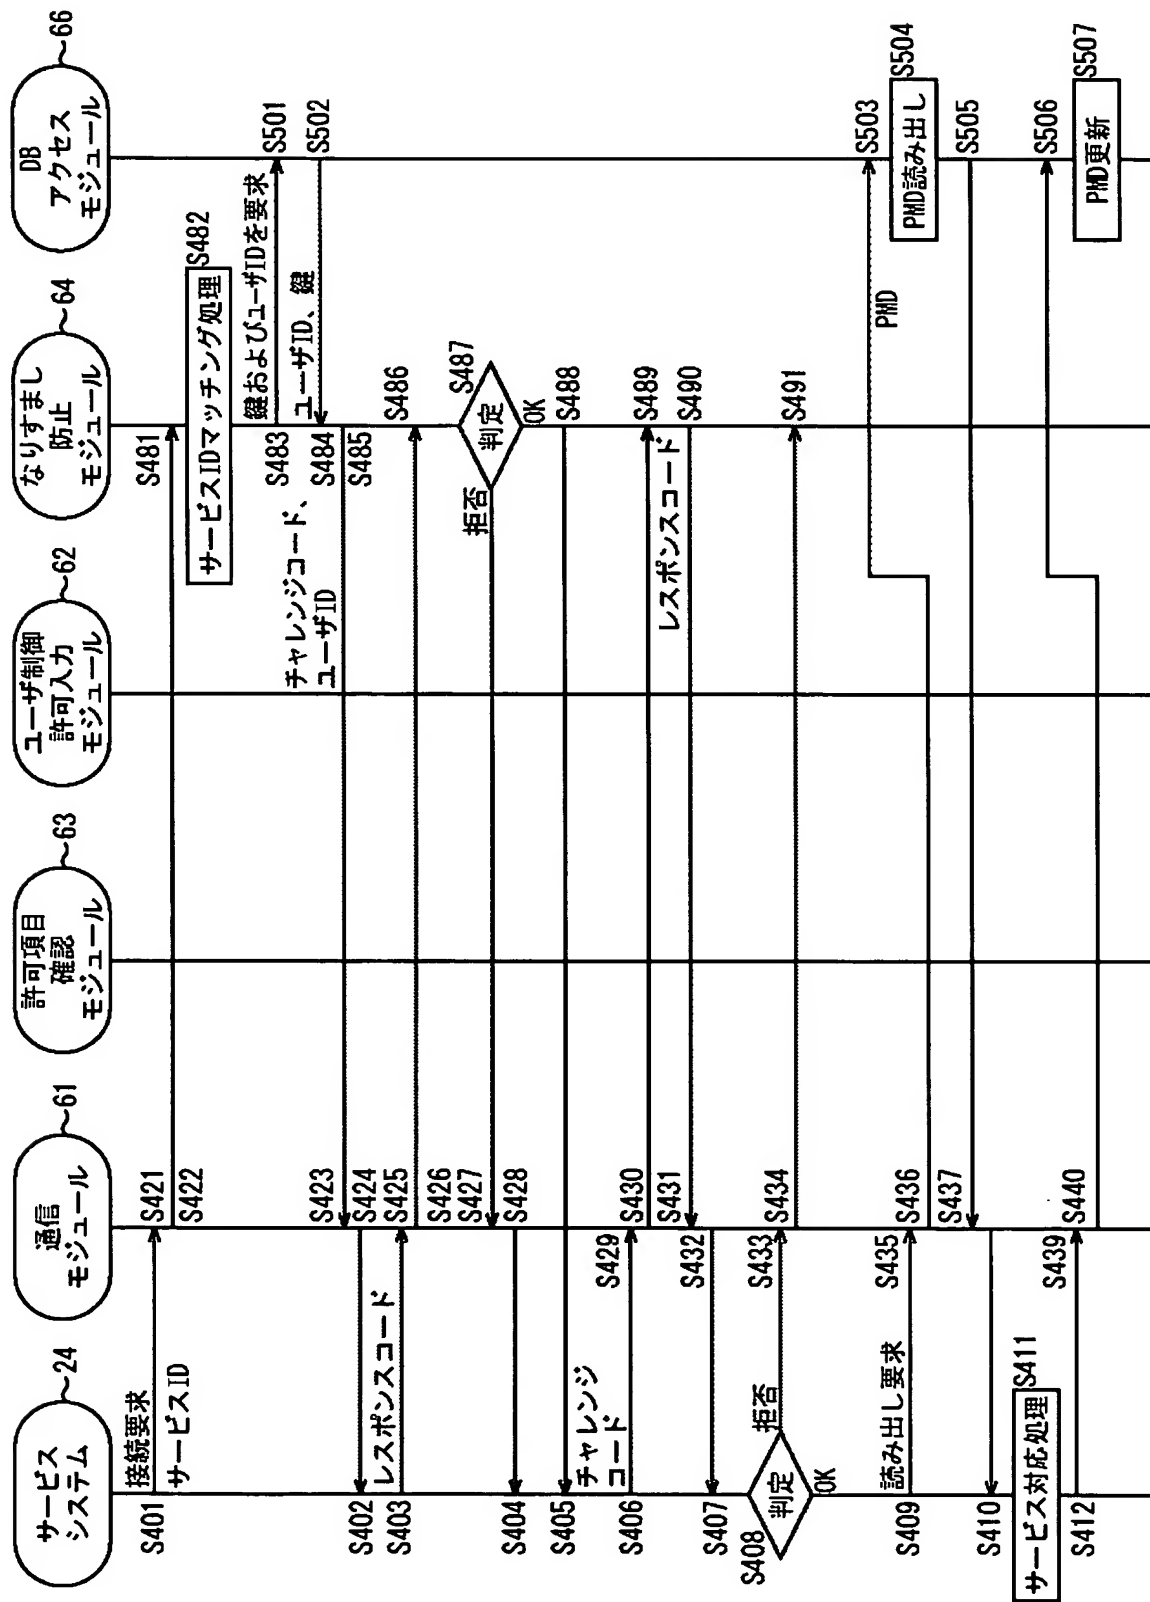 サービス
システム
24
通信
モジュール
61
許可項目
確認
モジュール
63
ユーザ制御
許可入力
モジュール
62
なりすまし
防止
モジュール
64
DB
アクセス
モジュール
66
S401
接続要求
サービスID
S421
S422
S481
サービスIDマッチング処理
S482
S483
鍵およびユーザIDを要求
S501
S484
ユーザID、鍵
S502
S485
チャレンジコード、
ユーザID
S423
S424
S402
S403
レスポンスコード
S425
S426
S486
S487
判定
拒否
OK
S427
S428
S404
S488
S405
S406
チャレンジ
コード
S429
S430
S489
レスポンスコード
S490
S431
S432
S407
S408
判定
拒否
OK
S433
S434
S491
S409
読み出し要求
S435
S436
PMD
S503
PMD読み出し
S504
S505
S437
S410
サービス対応処理
S411
S412
S439
S440
S506
PMD更新
S507